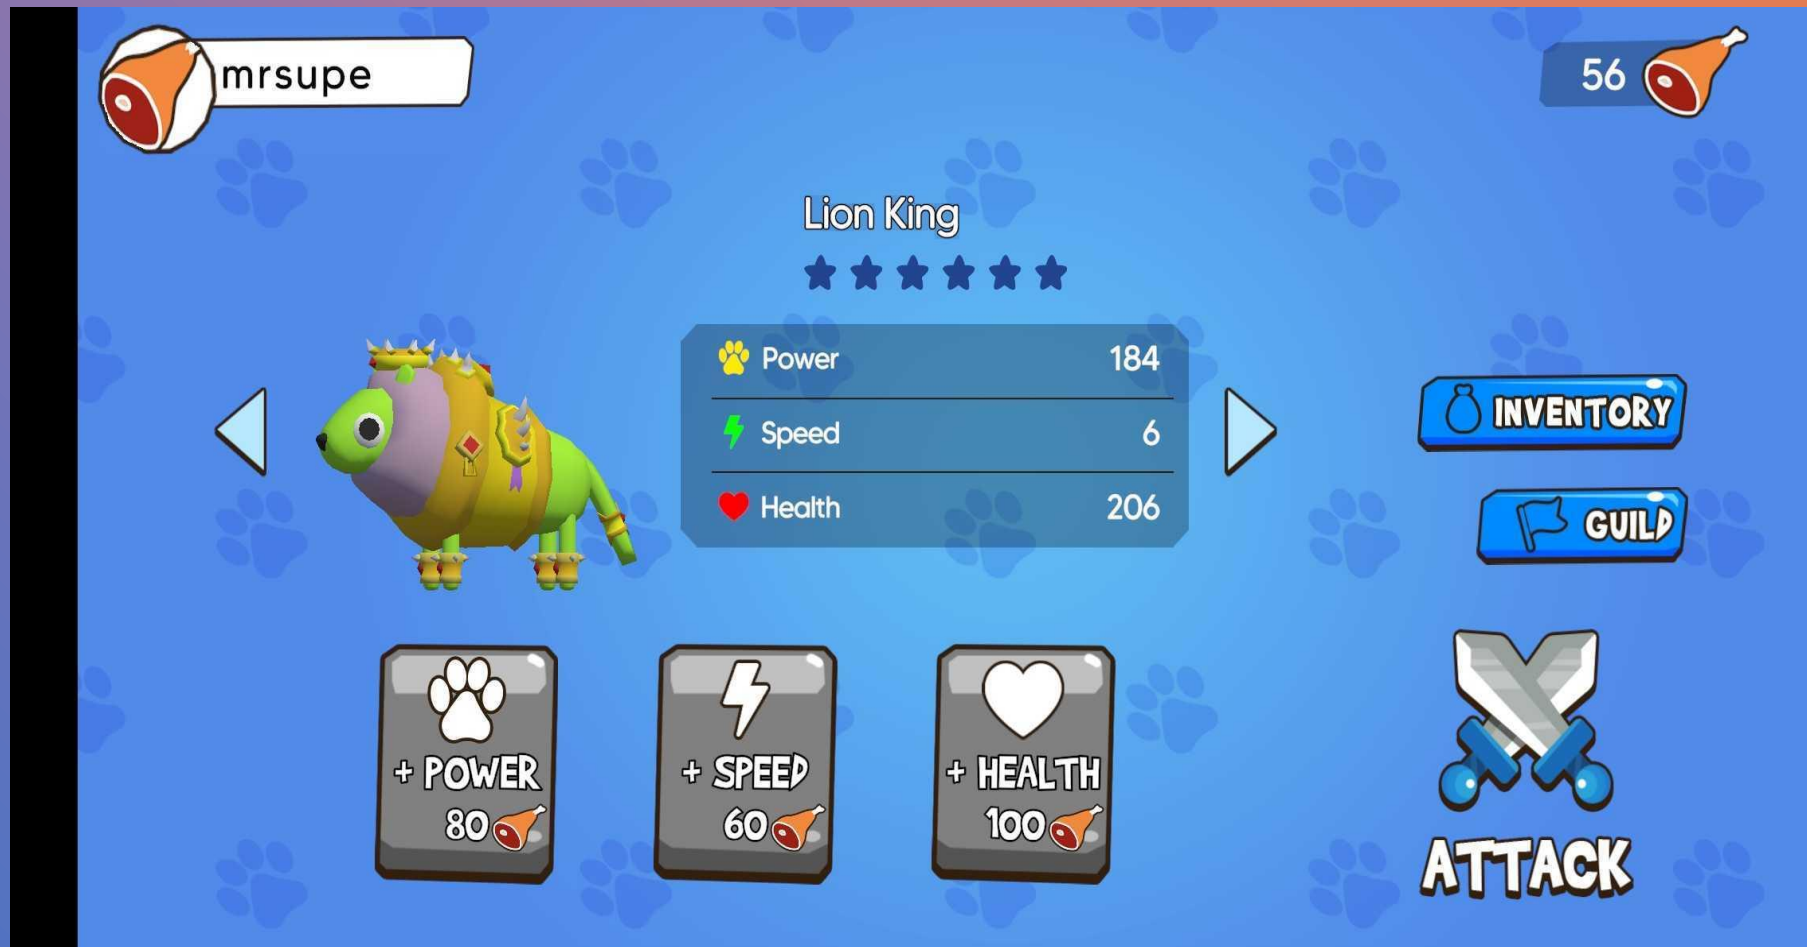 mrsupe
56
Lion King
Power 184
Speed 6
Health 206
INVENTORY
GUILD
+ POWER
80
+ SPEED
60
+ HEALTH
100
ATTACK